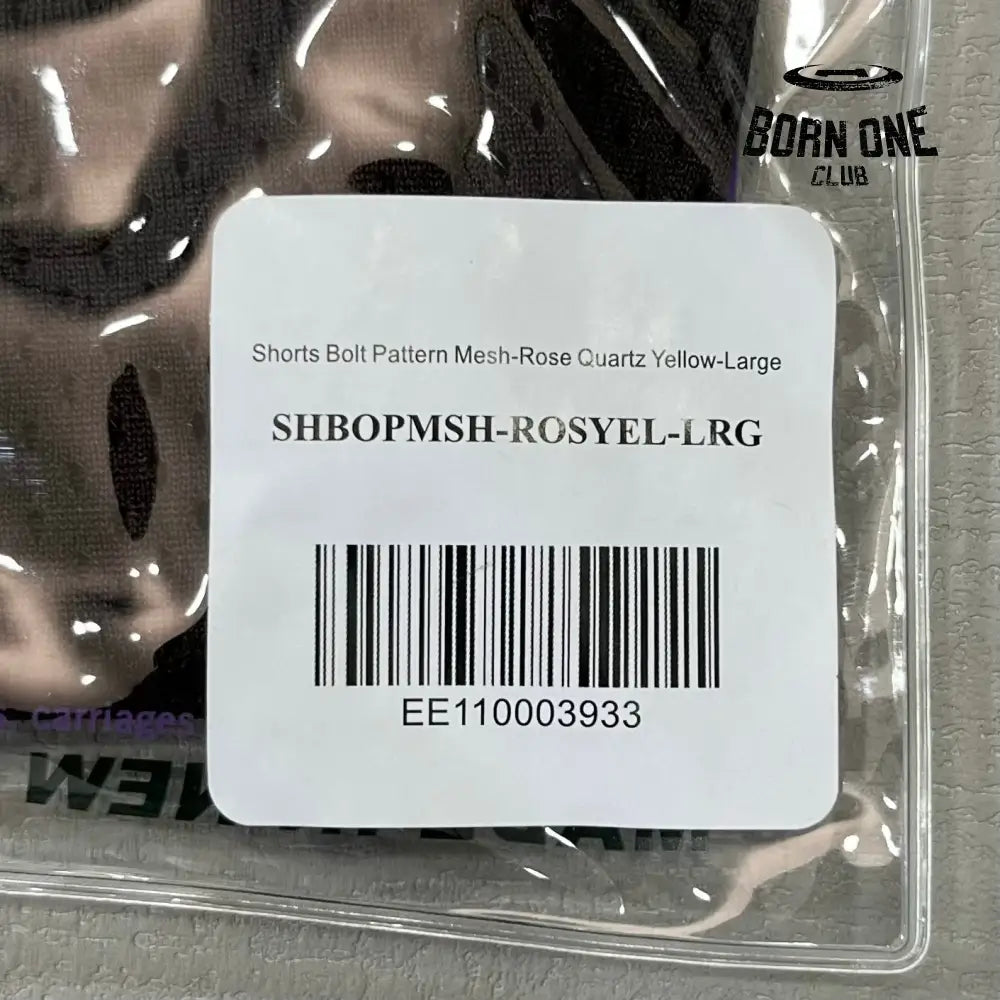 BORN ONE
CLUB
Shorts Bolt Pattern Mesh-Rose Quartz Yellow-Large
SHBOPMSH-ROSYEL-LRG
EE110003933
carriages